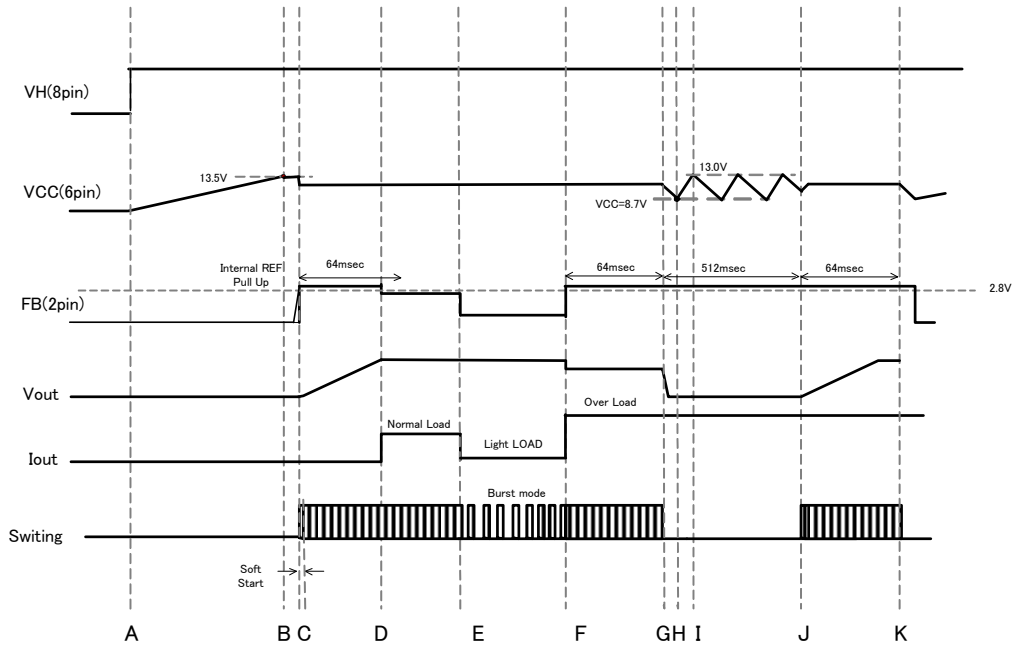 VH(8pin)
VCC(6pin)
13.5V
13.0V
VCC=8.7V
Internal REF
Pull Up
64msec
64msec
512msec
64msec
2.8V
FB(2pin)
Vout
Over Load
Normal Load
Light LOAD
Iout
Burst mode
Switing
Soft
Start
A B C D E F G H I J K